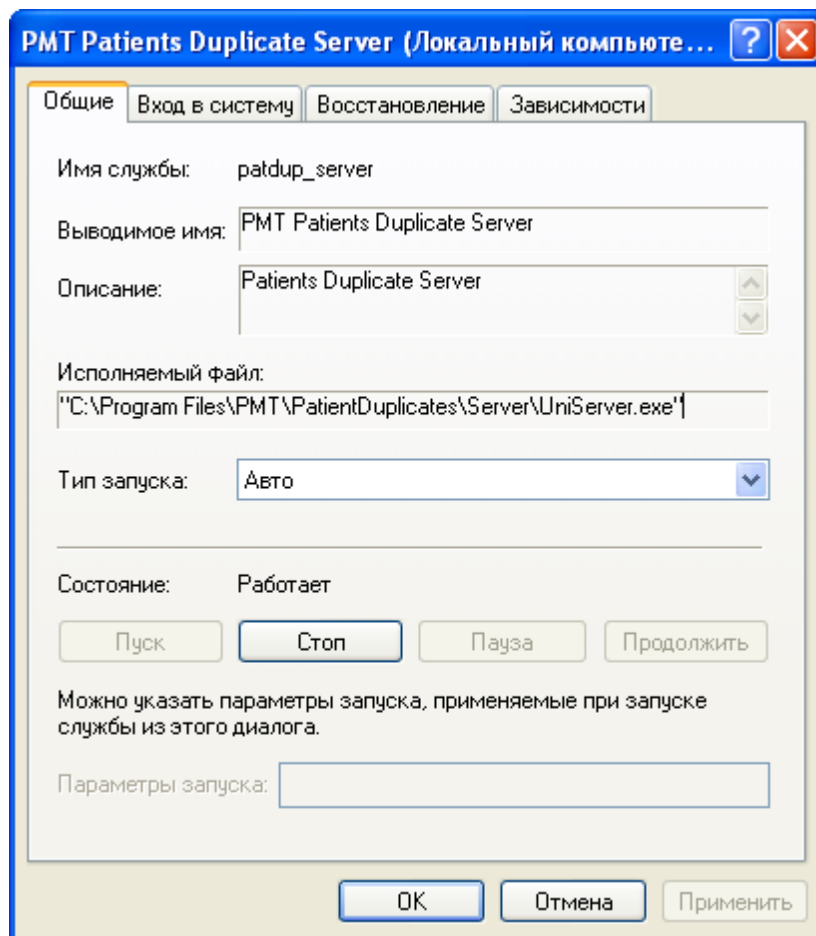 PMT Patients Duplicate Server (Локальный компьюте...
Общие
Вход в систему
Восстановление
Зависимости
Имя службы:
patdup_server
Выводимое имя:
PMT Patients Duplicate Server
Описание:
Patients Duplicate Server
Исполняемый файл:
"C:\Program Files\PMT\PatientDuplicates\Server\UniServer.exe"
Тип запуска:
Авто
Состояние:
Работает
Пуск
Стоп
Пауза
Продолжить
Можно указать параметры запуска, применяемые при запуске
службы из этого диалога.
Параметры запуска:
OK
Отмена
Применить